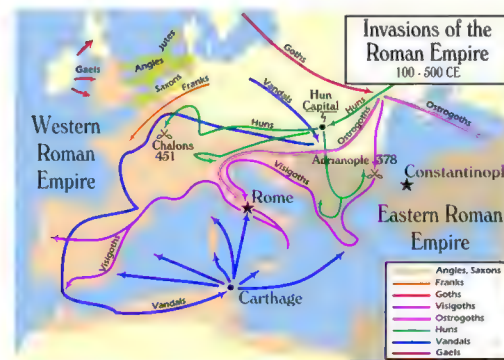 Invasions of the
Roman Empire
100 - 500 CE
Jutes
Angles
Saxons
Gaels
Franks
Goths
Vandals
Hun
Capital
Huns
Huns
Ostrogoths
Ostrogoths
Western
Roman
Empire
Chalons
451
Adrianople 378
Visigoths
Rome
Constantinopl
Eastern Roman
Empire
Visigoths
Vandals
Carthage
Angles, Saxons
Franks
Goths
Visigoths
Ostrogoths
Huns
Vandals
Gaels